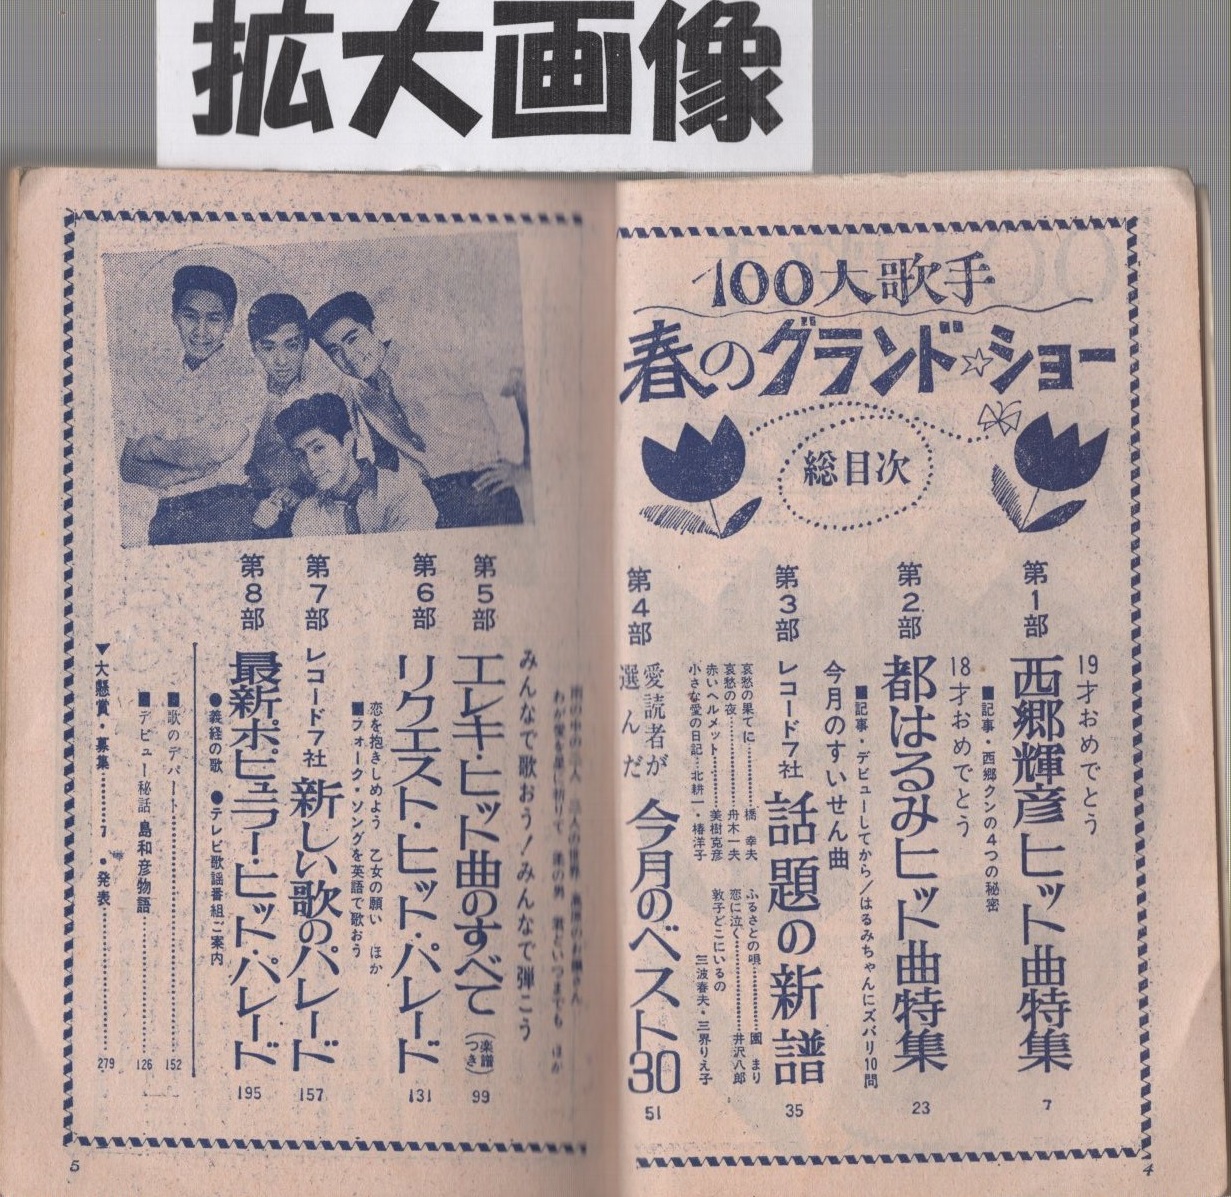 拡大画像
100大歌手
春のグランド☆ショー
総目次
第1部
19才おめでとう
西郷輝彦ヒット曲特集
7
■記事・西郷クンの4つの秘密
第2部
18才おめでとう
都はるみヒット曲特集
23
■記事・デビューしてから/はるみちゃんにズバリ10問
第3部
今月のすいせん曲
レコード7社 話題の新譜
35
哀愁の果てに……橋 幸夫
哀愁の夜……舟木一夫
赤いヘルメット……美樹克彦
小さな愛の日記…北耕一・椿洋子
ふるさとの唄……園 まり
恋に泣く……井沢八郎
敦子どこにいるの
三波春夫・三界りえ子
第4部
愛読者が選んだ 今月のベスト30
51
第5部
みんなで歌おう!みんなで弾こう
エレキ・ヒット曲のすべて(楽譜つき)
99
第6部
リクエスト・ヒット・パレード
131
恋を抱きしめよう 乙女の願い ほか
■フォーク・ソングを英語で歌おう
第7部
レコード7社 新しい歌のパレード
157
第8部
最新ポピュラー・ヒット・パレード
195
●義経の歌 ●テレビ歌謡番組ご案内
■歌のデパート……152
■デビュー秘話 島和彦物語……126
▼大懸賞・募集……7 ・発表……279
4
5